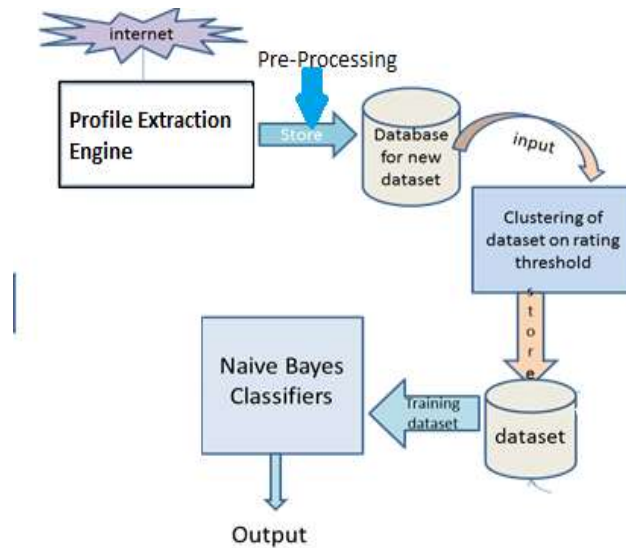 internet
Pre-Processing
Profile Extraction
Engine
Store
Database
for new
dataset
input
Clustering of
dataset on rating
threshold
store
Naive Bayes
Classifiers
Training
dataset
dataset
Output